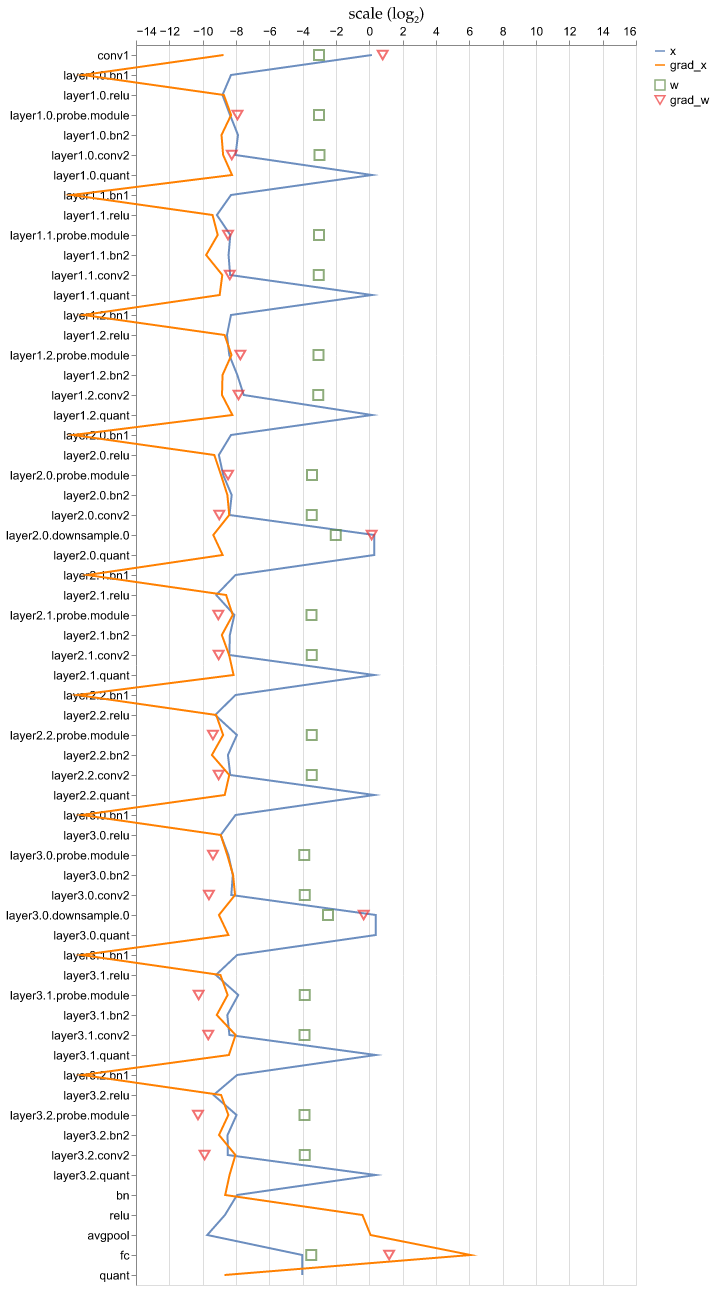 scale (log₂)
−14 −12 −10 −8 −6 −4 −2 0 2 4 6 8 10 12 14 16
x
grad_x
w
grad_w
conv1
layer1.0.bn1
layer1.0.relu
layer1.0.probe.module
layer1.0.bn2
layer1.0.conv2
layer1.0.quant
layer1.1.bn1
layer1.1.relu
layer1.1.probe.module
layer1.1.bn2
layer1.1.conv2
layer1.1.quant
layer1.2.bn1
layer1.2.relu
layer1.2.probe.module
layer1.2.bn2
layer1.2.conv2
layer1.2.quant
layer2.0.bn1
layer2.0.relu
layer2.0.probe.module
layer2.0.bn2
layer2.0.conv2
layer2.0.downsample.0
layer2.0.quant
layer2.1.bn1
layer2.1.relu
layer2.1.probe.module
layer2.1.bn2
layer2.1.conv2
layer2.1.quant
layer2.2.bn1
layer2.2.relu
layer2.2.probe.module
layer2.2.bn2
layer2.2.conv2
layer2.2.quant
layer3.0.bn1
layer3.0.relu
layer3.0.probe.module
layer3.0.bn2
layer3.0.conv2
layer3.0.downsample.0
layer3.0.quant
layer3.1.bn1
layer3.1.relu
layer3.1.probe.module
layer3.1.bn2
layer3.1.conv2
layer3.1.quant
layer3.2.bn1
layer3.2.relu
layer3.2.probe.module
layer3.2.bn2
layer3.2.conv2
layer3.2.quant
bn
relu
avgpool
fc
quant